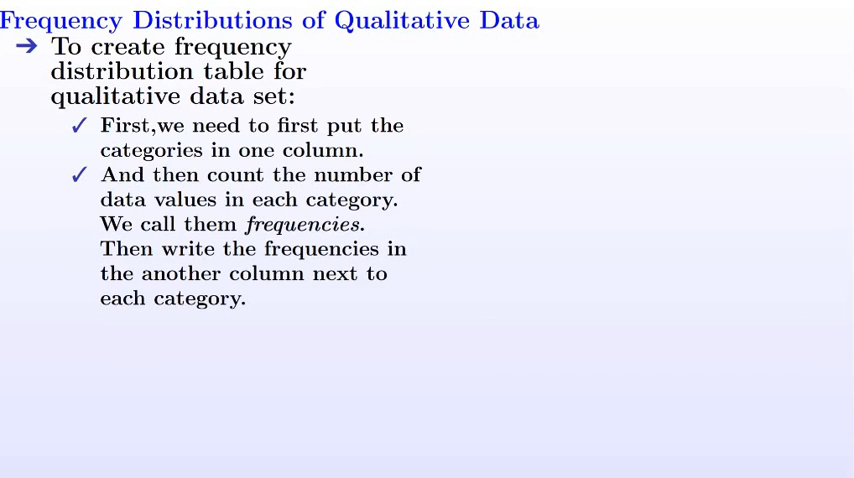 Frequency Distributions of Qualitative Data
➔ To create frequency
distribution table for
qualitative data set:
✓ First,we need to first put the
categories in one column.
✓ And then count the number of
data values in each category.
We call them frequencies.
Then write the frequencies in
the another column next to
each category.